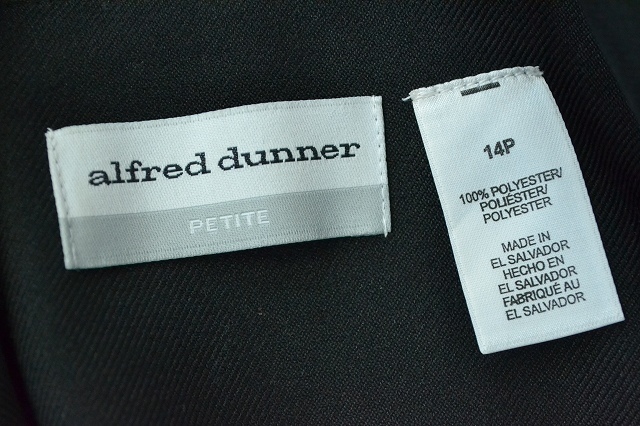 alfred dunner
PETITE
14P
100% POLYESTER/
POLIÉSTER/
POLYESTER
MADE IN
EL SALVADOR
HECHO EN
EL SALVADOR
FABRIQUÉ AU
EL SALVADOR